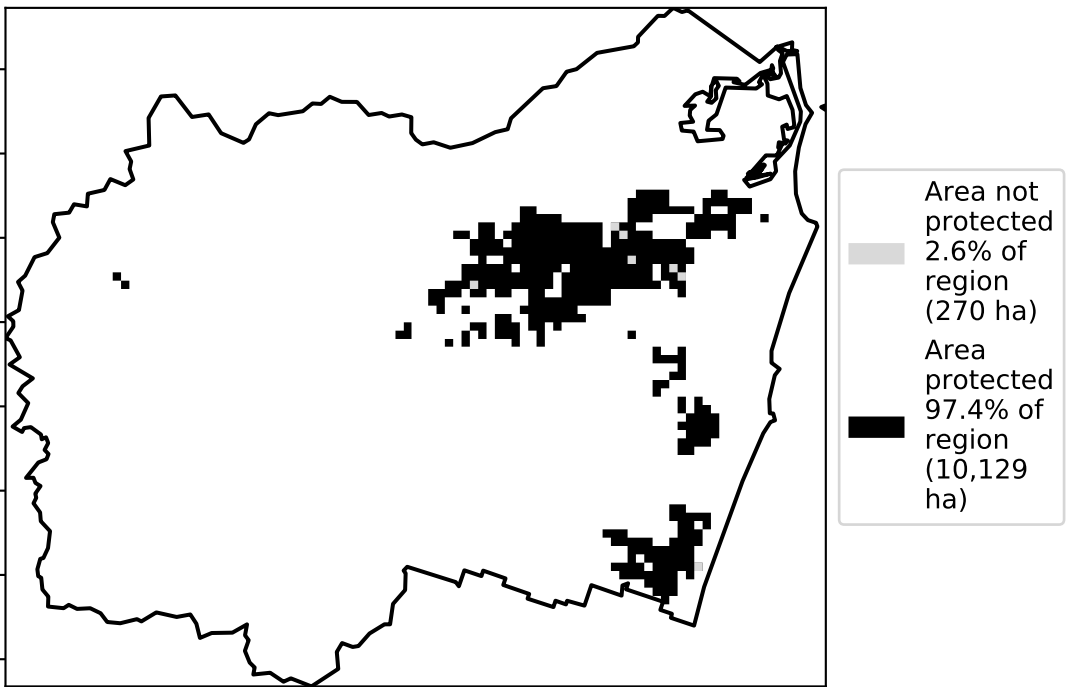 Area not
protected
2.6% of
region
(270 ha)
Area
protected
97.4% of
region
(10,129
ha)